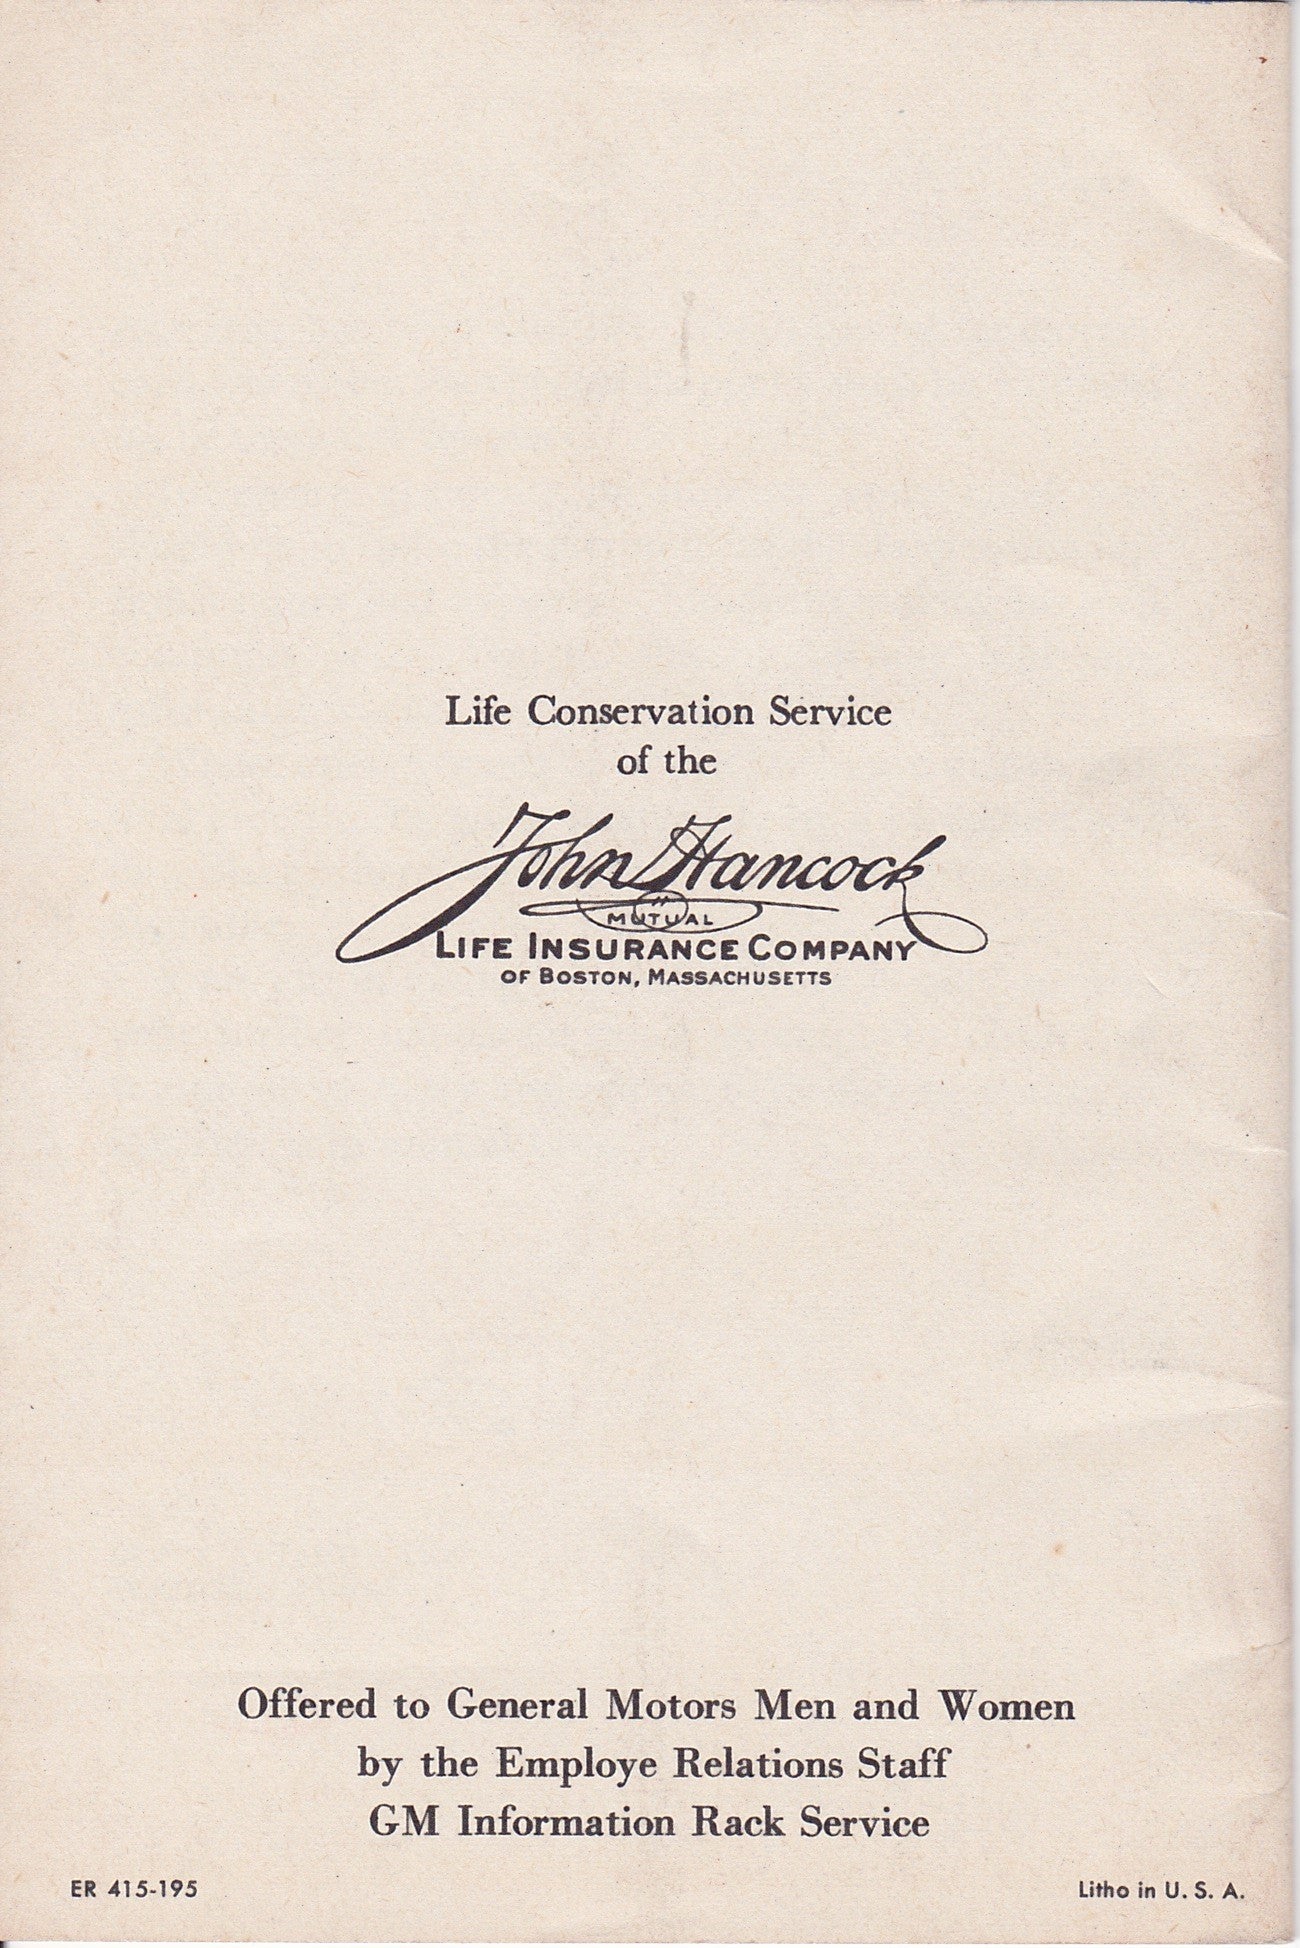 Life Conservation Service
of the
John Hancock
MUTUAL
LIFE INSURANCE COMPANY
OF BOSTON, MASSACHUSETTS
Offered to General Motors Men and Women
by the Employe Relations Staff
GM Information Rack Service
ER 415-195
Litho in U. S. A.